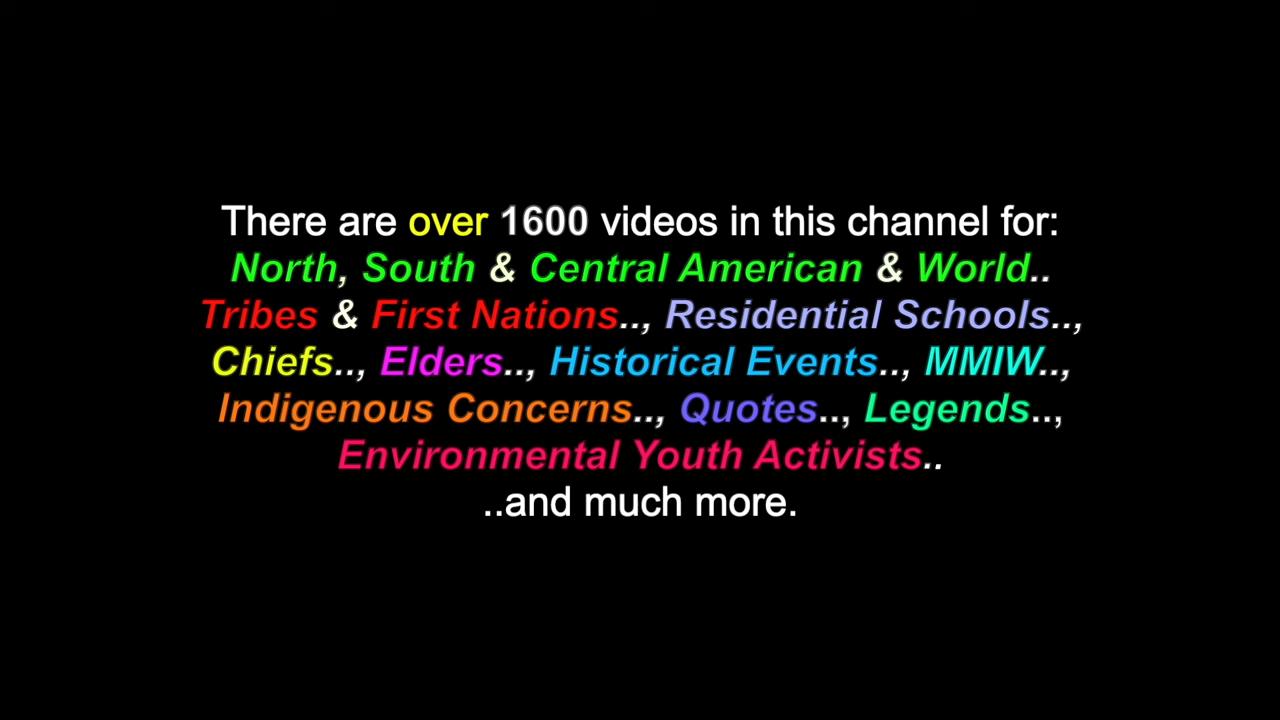 There are over 1600 videos in this channel for:
North, South & Central American & World..
Tribes & First Nations.., Residential Schools..,
Chiefs.., Elders.., Historical Events.., MMIW..,
Indigenous Concerns.., Quotes.., Legends..,
Environmental Youth Activists..
..and much more.